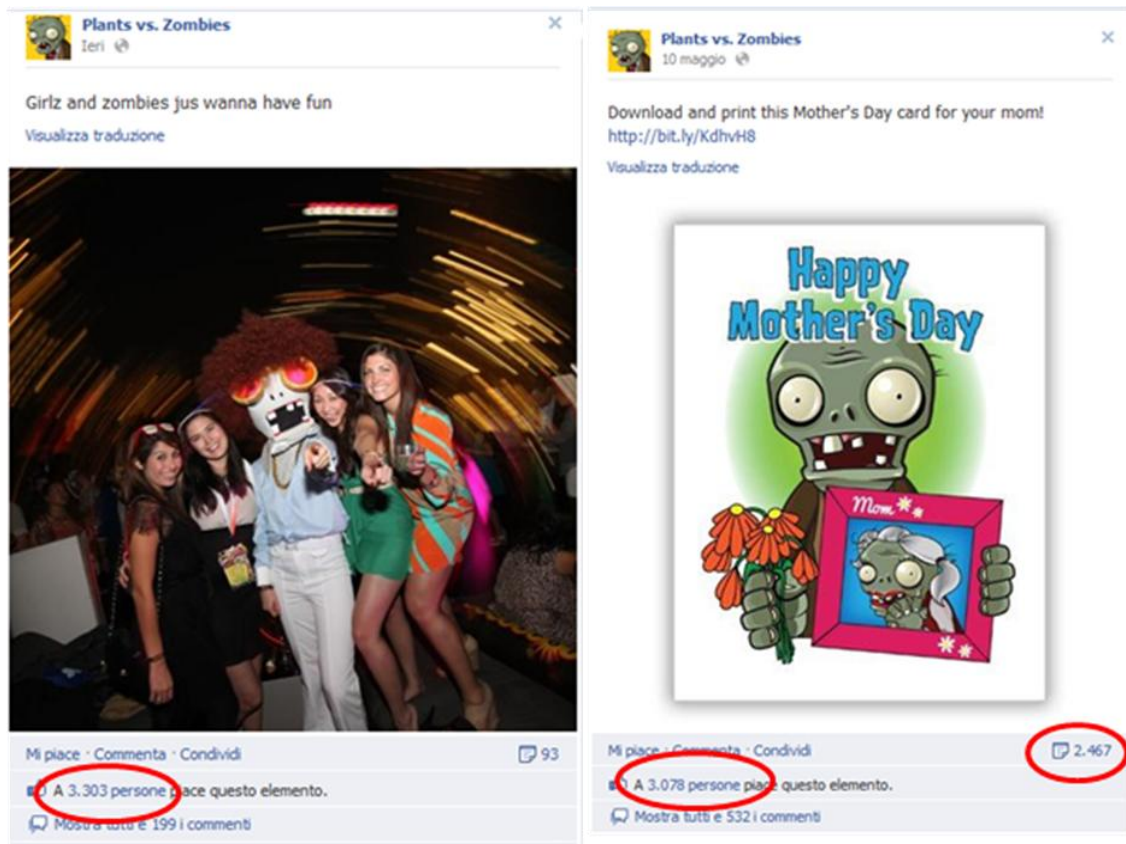 Plants vs. Zombies
Ieri
Girlz and zombies jus wanna have fun
Visualizza traduzione
Mi piace · Commenta · Condividi
93
A 3.303 persone piace questo elemento.
Mostra tutti e 199 i commenti
Plants vs. Zombies
10 maggio
Download and print this Mother's Day card for your mom!
http://bit.ly/KdhvH8
Visualizza traduzione
Happy
Mother's Day
Mom
Mi piace · Commenta · Condividi
2.467
A 3.078 persone piace questo elemento.
Mostra tutti e 532 i commenti